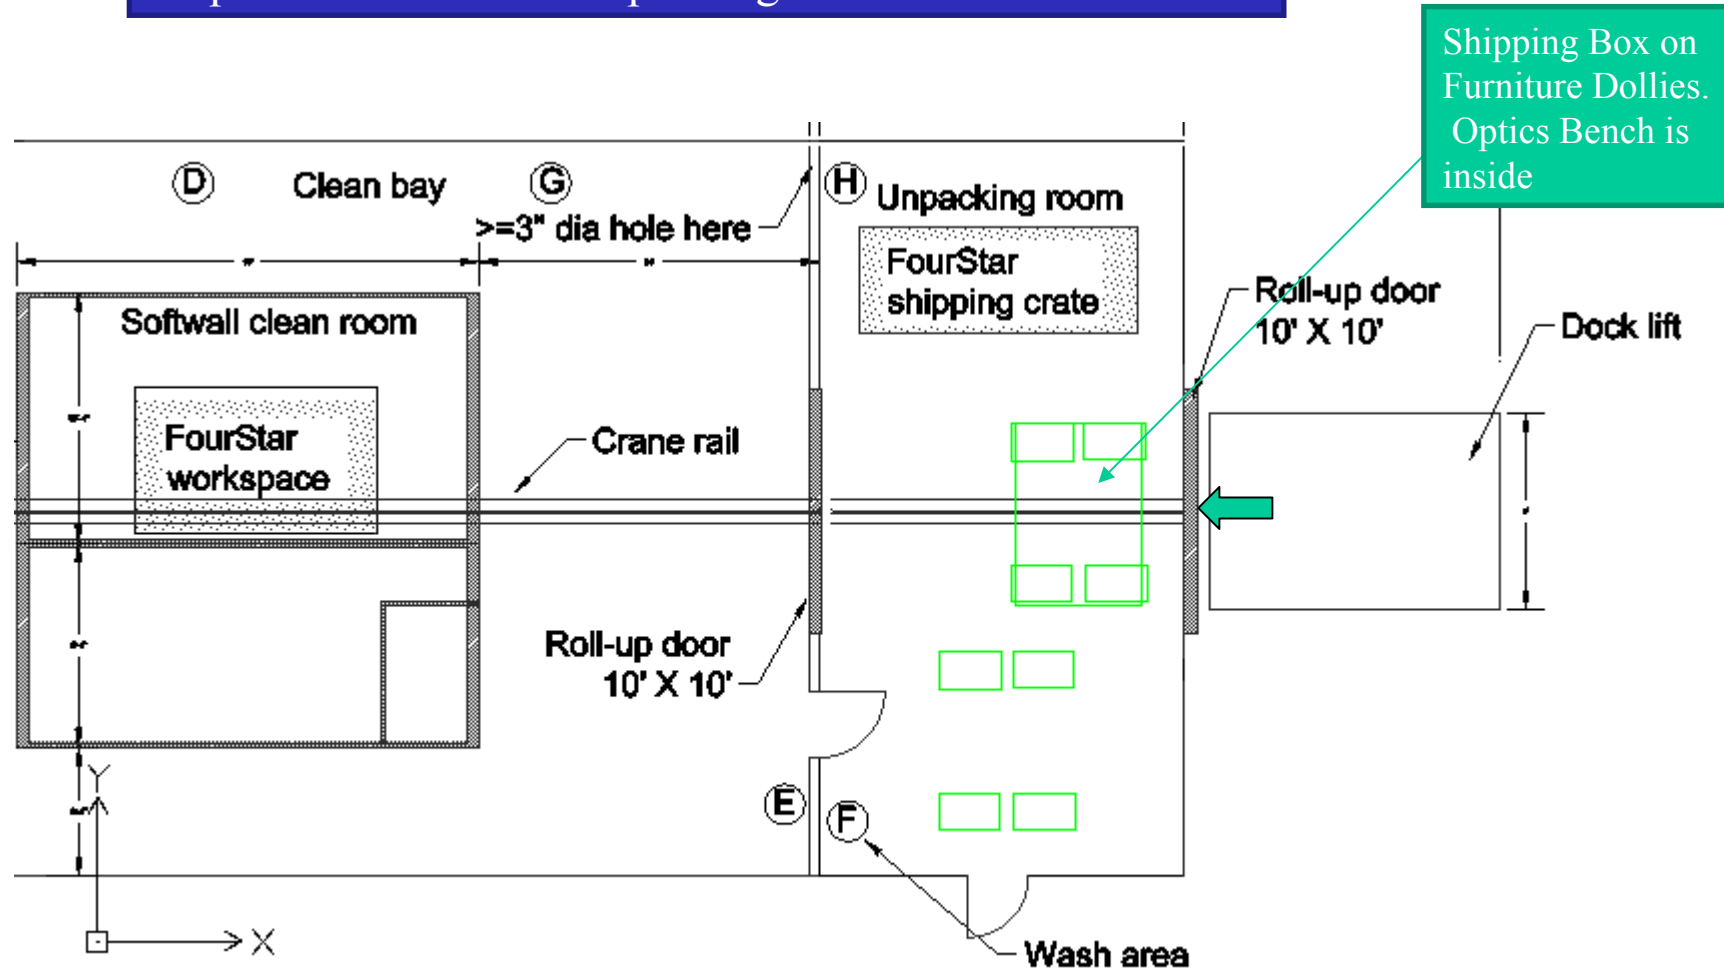 Shipping Box on
Furniture Dollies.
Optics Bench is
inside
D
Clean bay
G
H
Unpacking room
>=3" dia hole here
FourStar
shipping crate
Roll-up door
10' X 10'
Dock lift
Softwall clean room
FourStar
workspace
Crane rail
Roll-up door
10' X 10'
Y
E
F
X
Wash area